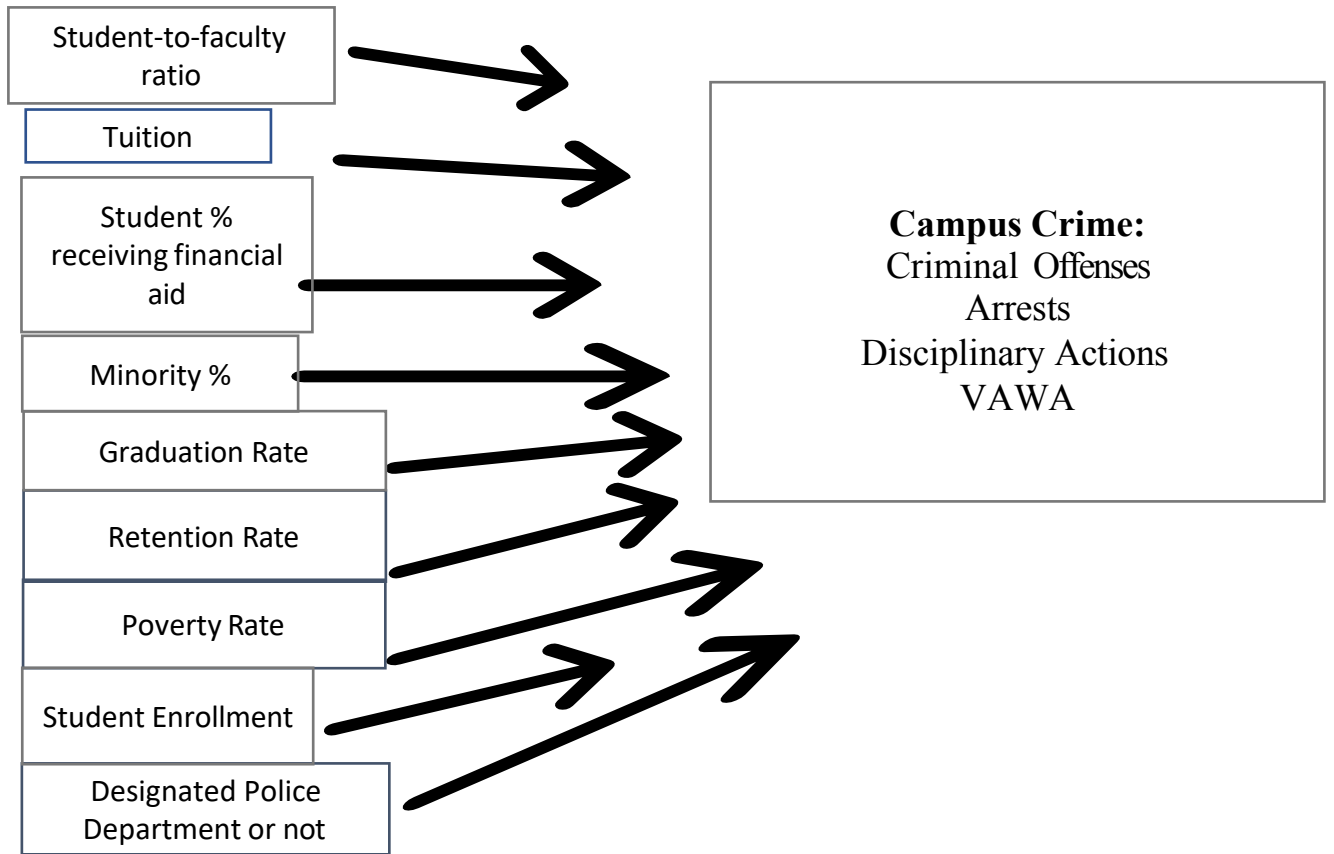 Student-to-faculty
ratio
Tuition
Student %
receiving financial
aid
Minority %
Graduation Rate
Retention Rate
Poverty Rate
Student Enrollment
Designated Police
Department or not
Campus Crime:
Criminal Offenses
Arrests
Disciplinary Actions
VAWA